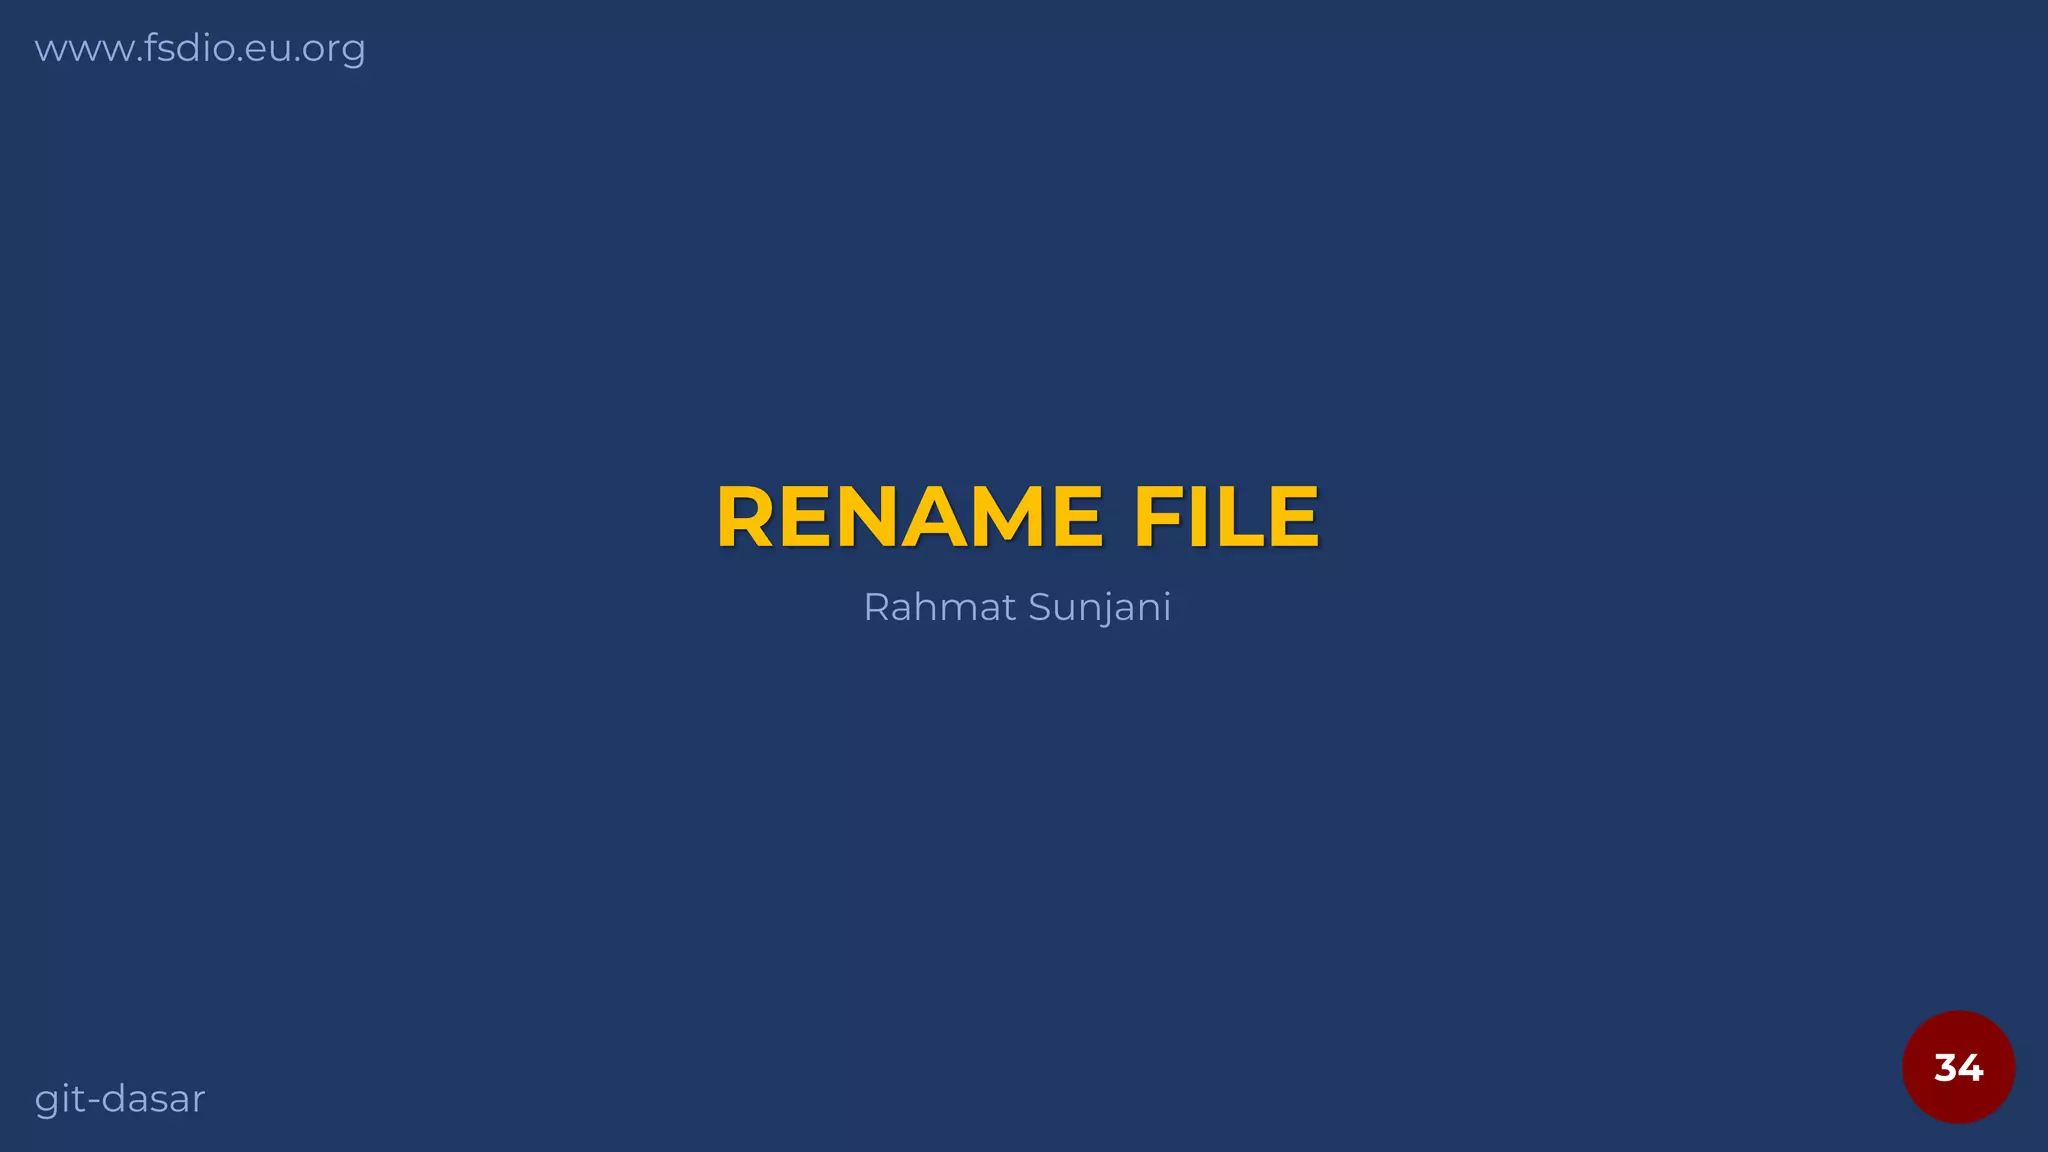 www.fsdio.eu.org
RENAME FILE
Rahmat Sunjani
git-dasar
34